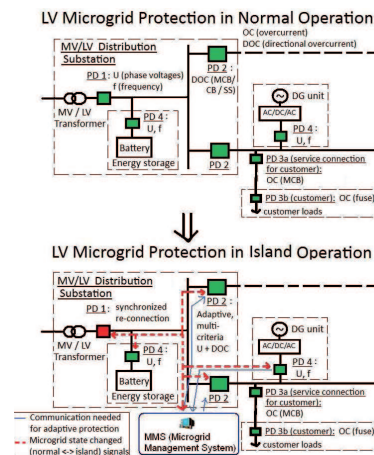 LV Microgrid Protection in Normal Operation
OC (overcurrent)
DOC (directional overcurrent)
MV/LV Distribution
Substation
PD 1: U (phase voltages)
f (frequency)
PD 2:
DOC (MCB/
CB / SS)
DG unit
AC/DC/AC
PD 4:
U, f
MV / LV
Transformer
PD 4:
U, f
Battery
Energy storage
PD 2
PD 3a (service connection
for customer):
OC (MCB)
PD 3b (customer): OC (fuse)
customer loads
LV Microgrid Protection in Island Operation
MV/LV Distribution
Substation
PD 1: synchronized
re-connection
PD 2:
Adaptive,
multi-
criteria
U + DOC
DG unit
AC/DC/AC
PD 4:
U, f
MV / LV
Transformer
PD 4:
U, f
Battery
Energy storage
PD 2
PD 3a (service connection
for customer):
OC (MCB)
PD 3b (customer): OC (fuse)
customer loads
Communication needed
for adaptive protection
Microgrid state changed
(normal <-> island) signals
MMS (Microgrid
Management System)